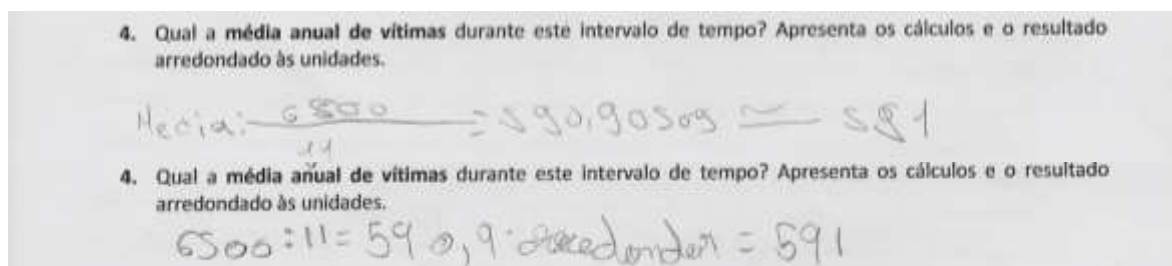 4. Qual a média anual de vítimas durante este intervalo de tempo? Apresenta os cálculos e o resultado
arredondado às unidades.
Média: 6500 = 590,90909 ≃ 591
11
4. Qual a média anual de vítimas durante este intervalo de tempo? Apresenta os cálculos e o resultado
arredondado às unidades.
6500 : 11 = 590,9 = 591